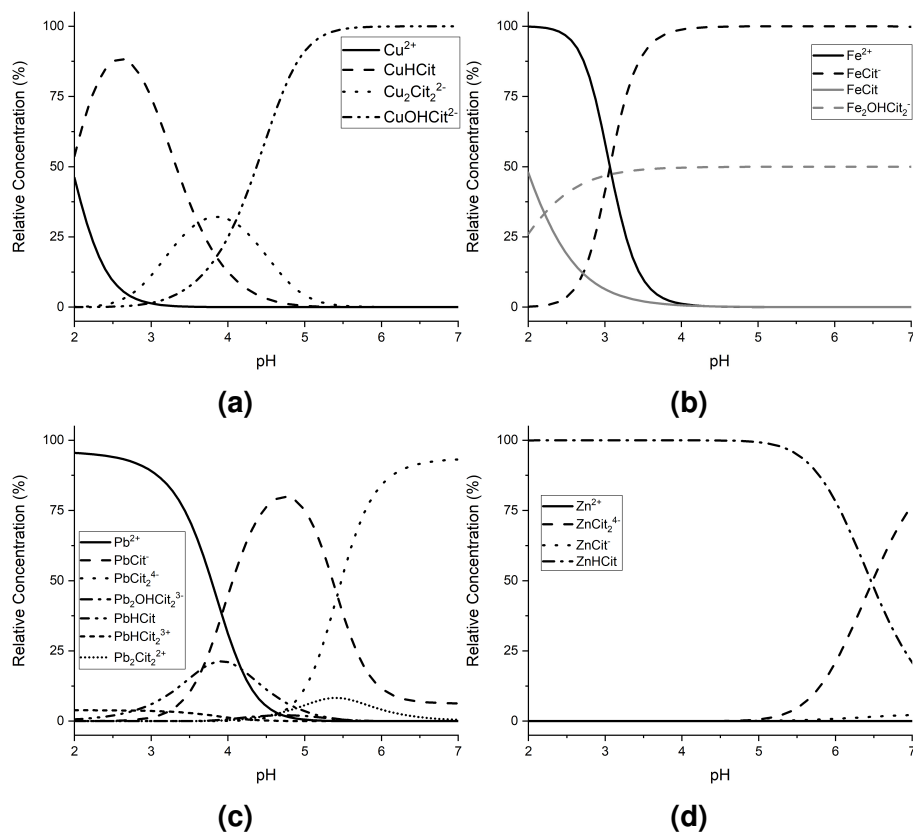 Relative Concentration (%)
100
75
50
25
0
2 3 4 5 6 7
pH
Cu²⁺
CuHCit
Cu₂Cit₂²⁻
CuOHCit²⁻
(a)
Relative Concentration (%)
100
75
50
25
0
2 3 4 5 6 7
pH
Fe²⁺
FeCit⁻
FeCit
Fe₂OHCit₂⁻
(b)
Relative Concentration (%)
100
75
50
25
0
2 3 4 5 6 7
pH
Pb²⁺
PbCit⁻
PbCit₂⁴⁻
Pb₂OHCit₂³⁻
PbHCit
PbHCit₂³⁺
Pb₂Cit₂²⁺
(c)
Relative Concentration (%)
100
75
50
25
0
2 3 4 5 6 7
pH
Zn²⁺
ZnCit₂⁴⁻
ZnCit⁻
ZnHCit
(d)